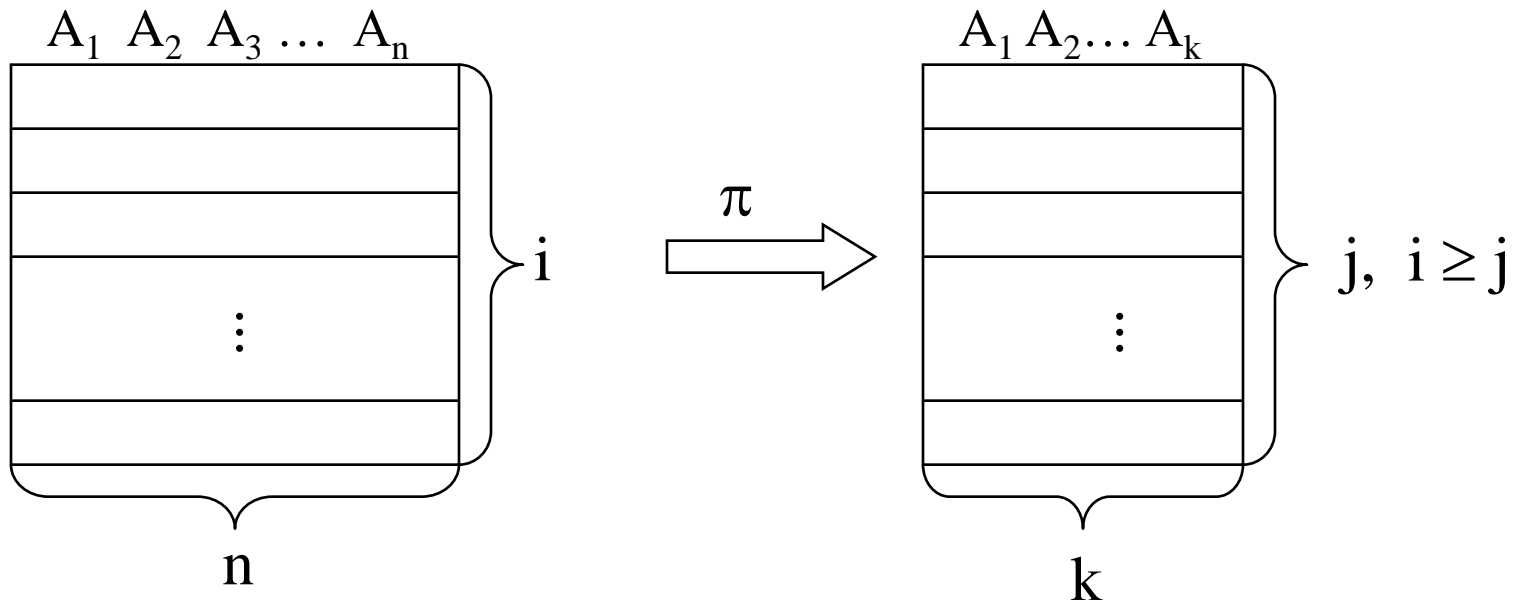 A₁ A₂ A₃ … Aₙ
A₁ A₂… Aₖ
π
i
j, i ≥ j
⋮
⋮
n
k